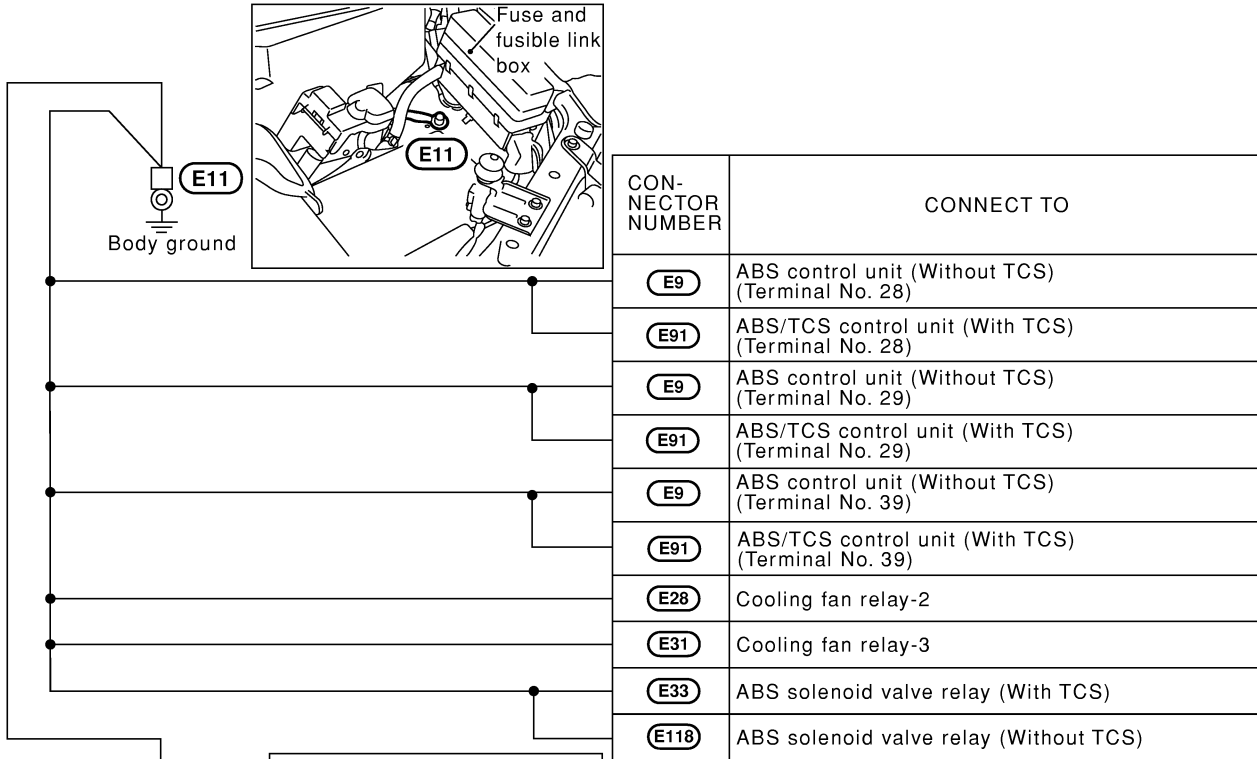 Fuse and
fusible link
box
E11
E11
Body ground
CON-
NECTOR
NUMBER
CONNECT TO
E9
ABS control unit (Without TCS)
(Terminal No. 28)
E91
ABS/TCS control unit (With TCS)
(Terminal No. 28)
E9
ABS control unit (Without TCS)
(Terminal No. 29)
E91
ABS/TCS control unit (With TCS)
(Terminal No. 29)
E9
ABS control unit (Without TCS)
(Terminal No. 39)
E91
ABS/TCS control unit (With TCS)
(Terminal No. 39)
E28
Cooling fan relay-2
E31
Cooling fan relay-3
E33
ABS solenoid valve relay (With TCS)
E118
ABS solenoid valve relay (Without TCS)